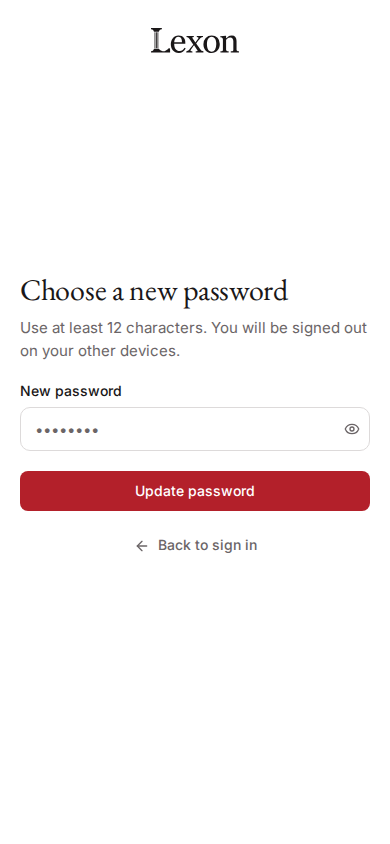 Lexon
Choose a new password
Use at least 12 characters. You will be signed out
on your other devices.
New password
••••••••
Update password
← Back to sign in